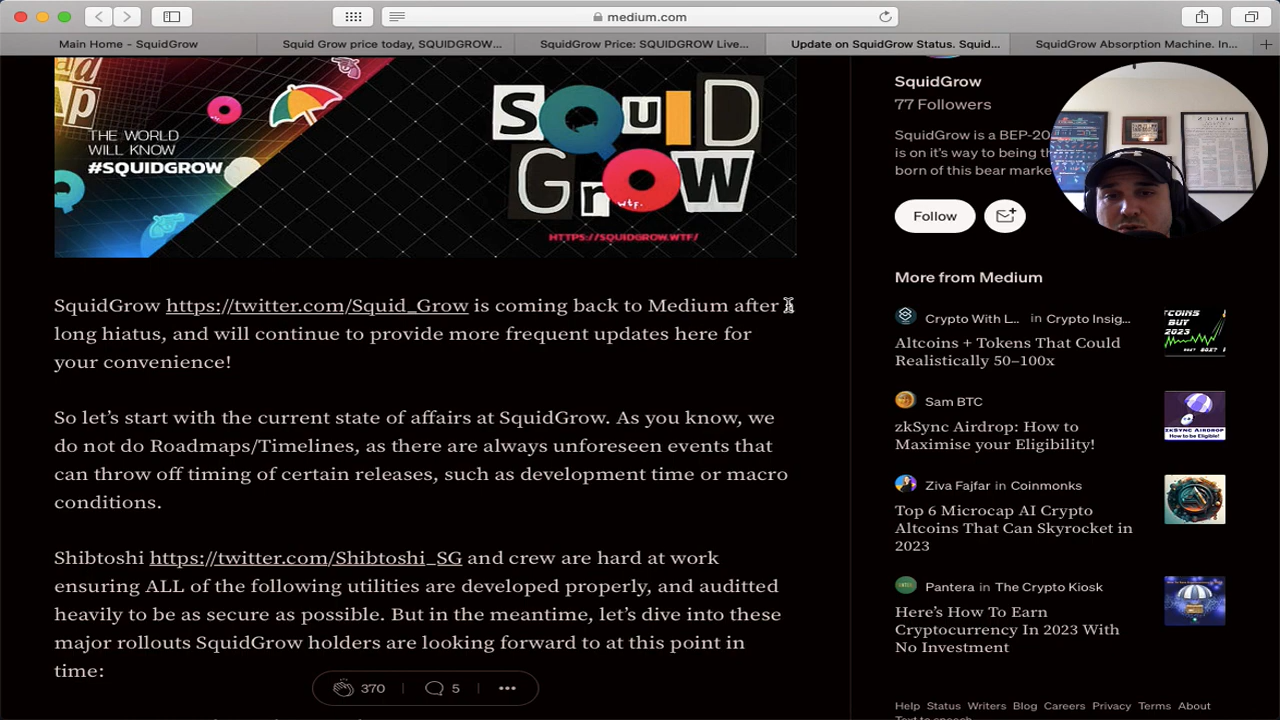 medium.com
Main Home - SquidGrow
Squid Grow price today, SQUIDGROW...
SquidGrow Price: SQUIDGROW Live...
Update on SquidGrow Status. Squid...
SquidGrow Absorption Machine. In...
THE WORLD
WILL KNOW
#SQUIDGROW
SQUID
GrOW
wtf.
HTTPS://SQUIDGROW.WTF/
SquidGrow https://twitter.com/Squid_Grow is coming back to Medium after
long hiatus, and will continue to provide more frequent updates here for
your convenience!
So let's start with the current state of affairs at SquidGrow. As you know, we
do not do Roadmaps/Timelines, as there are always unforeseen events that
can throw off timing of certain releases, such as development time or macro
conditions.
Shibtoshi https://twitter.com/Shibtoshi_SG and crew are hard at work
ensuring ALL of the following utilities are developed properly, and auditted
heavily to be as secure as possible. But in the meantime, let's dive into these
major rollouts SquidGrow holders are looking forward to at this point in
time:
370
5
SquidGrow
77 Followers
SquidGrow is a BEP-20
is on it's way to being th
born of this bear marke
Follow
More from Medium
Crypto With L... in Crypto Insig...
Altcoins + Tokens That Could
Realistically 50–100x
Sam BTC
zkSync Airdrop: How to
Maximise your Eligibility!
Ziva Fajfar in Coinmonks
Top 6 Microcap AI Crypto
Altcoins That Can Skyrocket in
2023
Pantera in The Crypto Kiosk
Here's How To Earn
Cryptocurrency In 2023 With
No Investment
Help Status Writers Blog Careers Privacy Terms About
Text to speech